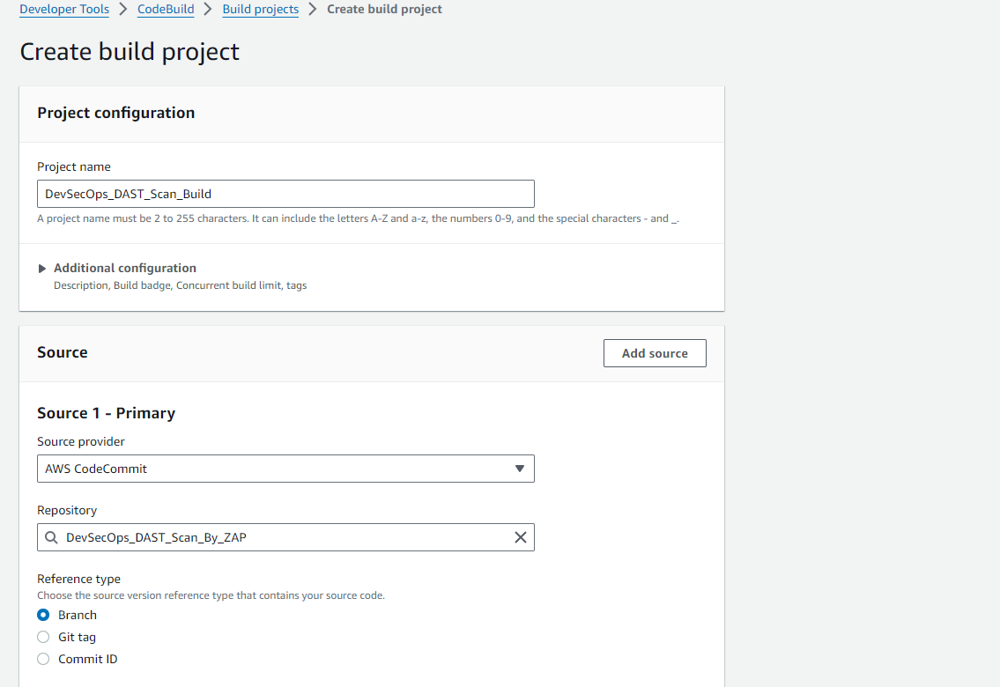 Developer Tools > CodeBuild > Build projects > Create build project
Create build project
Project configuration
Project name
DevSecOps_DAST_Scan_Build
A project name must be 2 to 255 characters. It can include the letters A-Z and a-z, the numbers 0-9, and the special characters - and _.
Additional configuration
Description, Build badge, Concurrent build limit, tags
Source
Add source
Source 1 - Primary
Source provider
AWS CodeCommit
Repository
DevSecOps_DAST_Scan_By_ZAP
Reference type
Choose the source version reference type that contains your source code.
Branch
Git tag
Commit ID